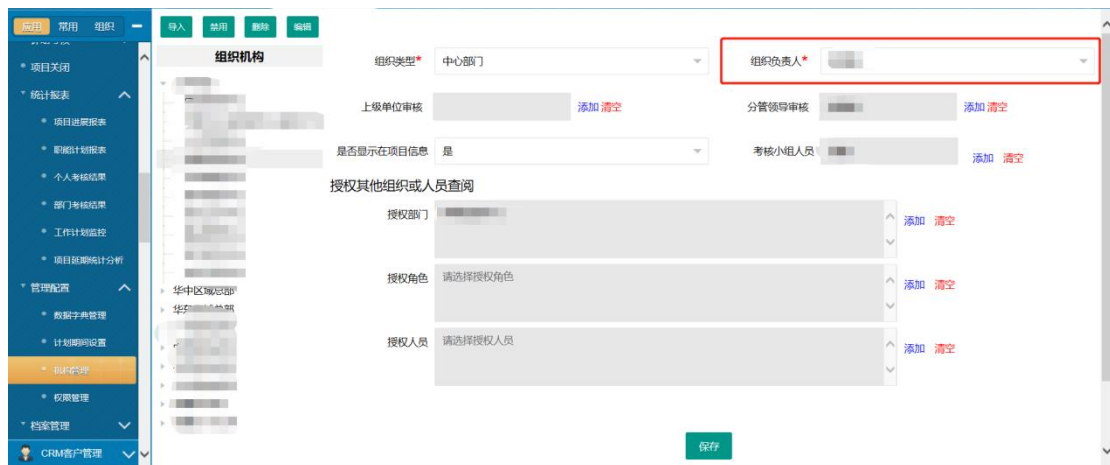 应用 常用 组织
导入 禁用 删除 编辑
组织机构
项目关闭
统计报表
项目进展报表
职能计划报表
个人考核结果
部门考核结果
工作计划监控
项目延期统计分析
管理配置
数据字典管理
计划期间设置
机构管理
权限管理
档案管理
CRM客户管理
华中区域总部
组织类型* 中心部门
组织负责人*
上级单位审核 添加 清空
分管领导审核 添加 清空
是否显示在项目信息 是
考核小组人员 添加 清空
授权其他组织或人员查阅
授权部门 添加 清空
授权角色 请选择授权角色 添加 清空
授权人员 请选择授权人员 添加 清空
保存